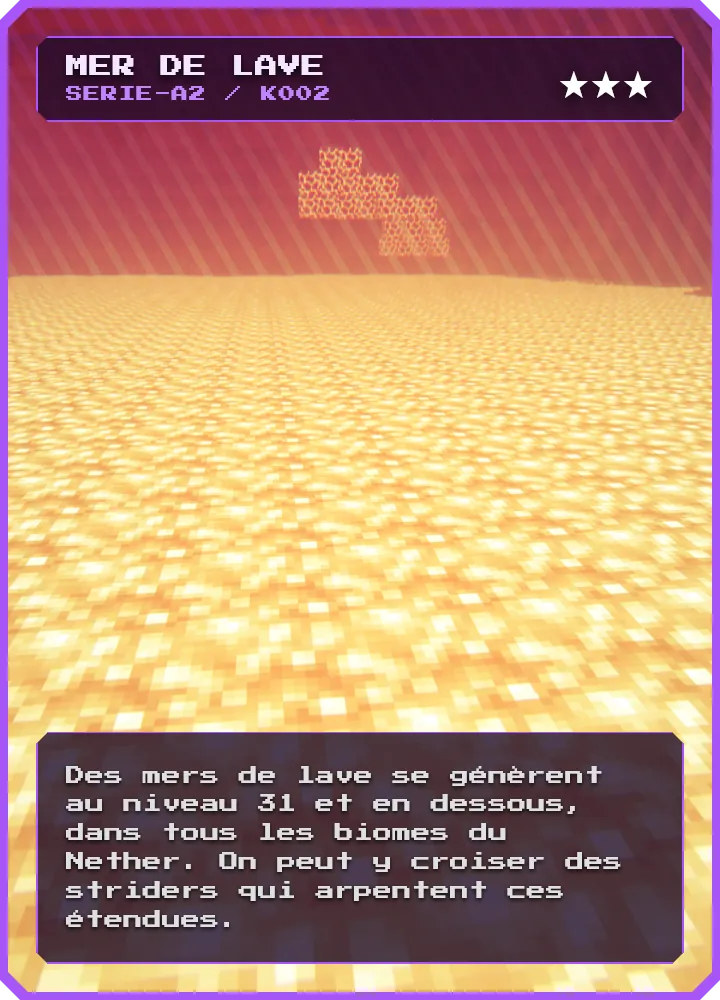 MER DE LAVE
SERIE-A2 / K002
★★★
Des mers de lave se génèrent
au niveau 31 et en dessous,
dans tous les biomes du
Nether. On peut y croiser des
striders qui arpentent ces
étendues.